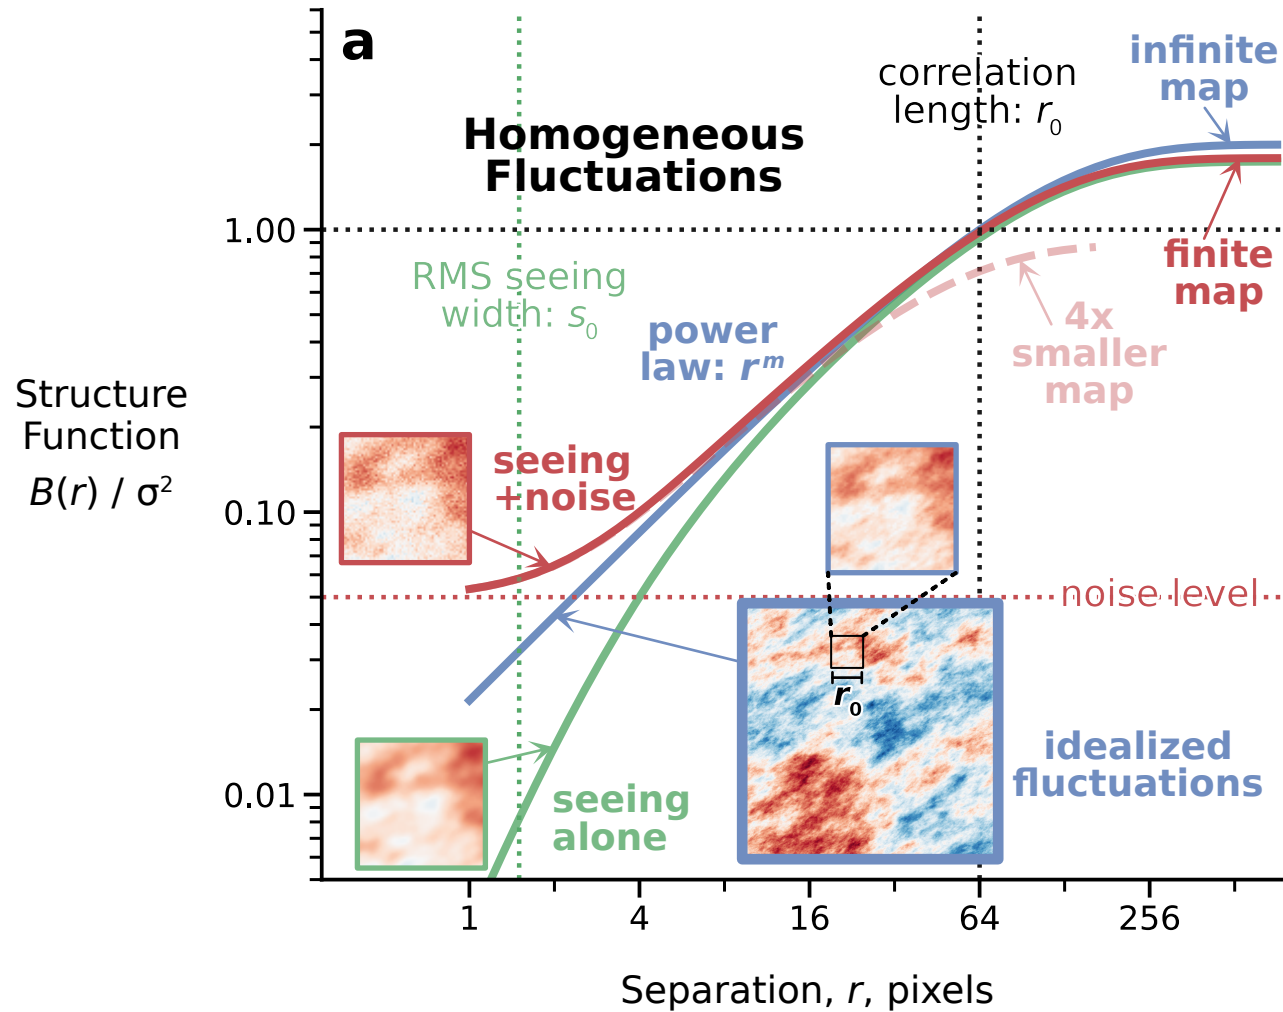 a
Homogeneous
Fluctuations
correlation
length: r₀
infinite
map
finite
map
4x
smaller
map
RMS seeing
width: s₀
power
law: rᵐ
seeing
+noise
noise level
r₀
idealized
fluctuations
seeing
alone
Structure
Function
B(r) / σ²
1.00
0.10
0.01
1 4 16 64 256
Separation, r, pixels